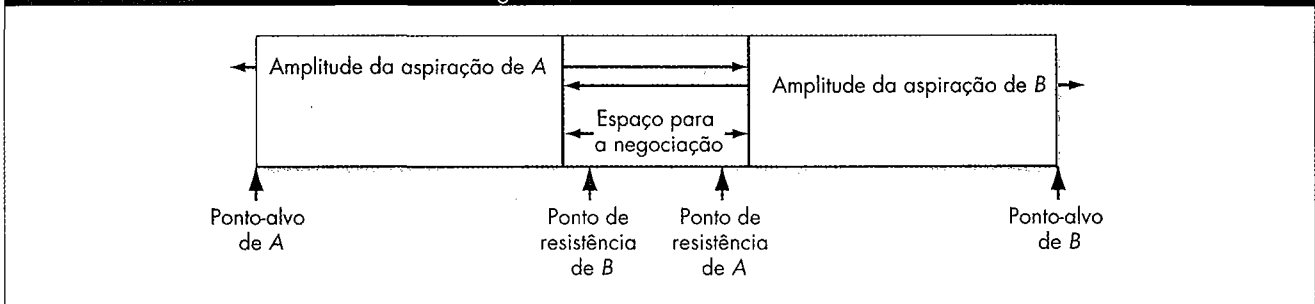 Amplitude da aspiração de A
Amplitude da aspiração de B
Espaço para
a negociação
Ponto-alvo
de A
Ponto de
resistência
de B
Ponto de
resistência
de A
Ponto-alvo
de B